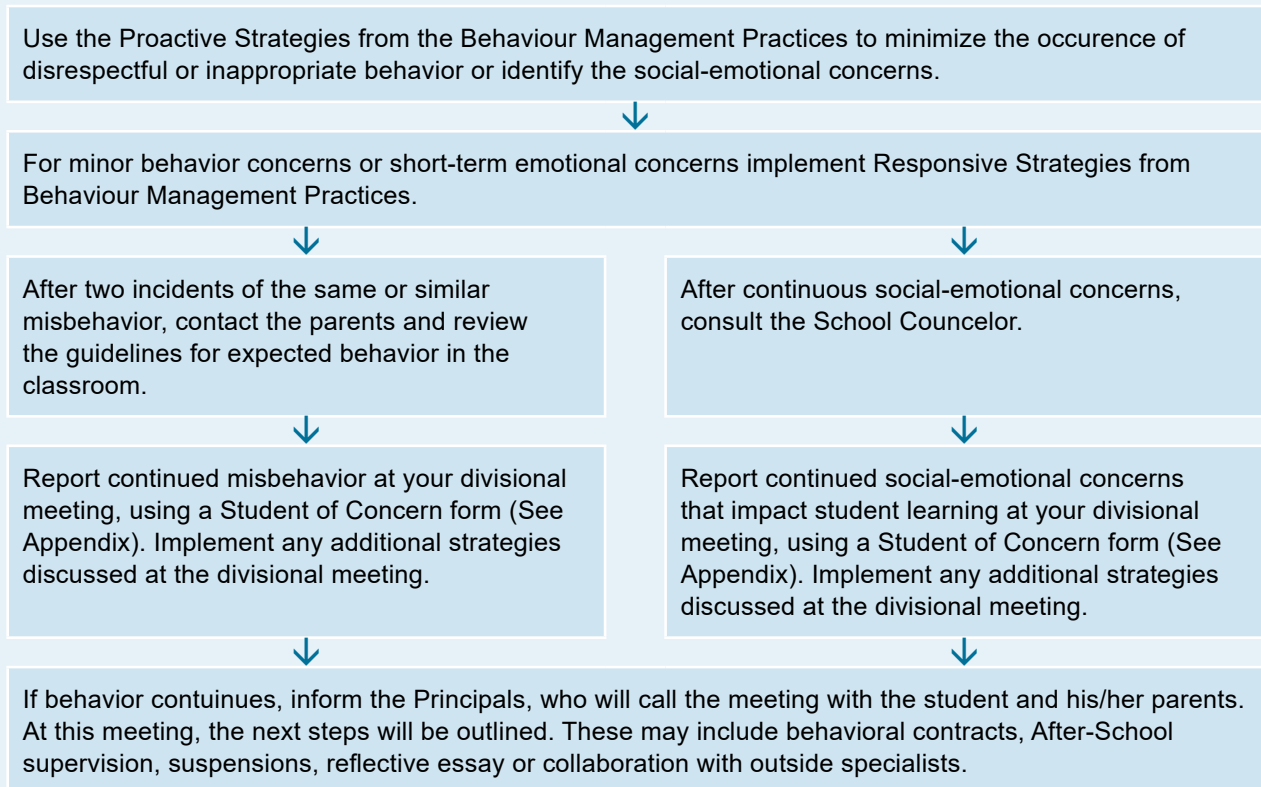 Use the Proactive Strategies from the Behaviour Management Practices to minimize the occurence of
disrespectful or inappropriate behavior or identify the social-emotional concerns.
For minor behavior concerns or short-term emotional concerns implement Responsive Strategies from
Behaviour Management Practices.
After two incidents of the same or similar
misbehavior, contact the parents and review
the guidelines for expected behavior in the
classroom.
After continuous social-emotional concerns,
consult the School Councelor.
Report continued misbehavior at your divisional
meeting, using a Student of Concern form (See
Appendix). Implement any additional strategies
discussed at the divisional meeting.
Report continued social-emotional concerns
that impact student learning at your divisional
meeting, using a Student of Concern form (See
Appendix). Implement any additional strategies
discussed at the divisional meeting.
If behavior contuinues, inform the Principals, who will call the meeting with the student and his/her parents.
At this meeting, the next steps will be outlined. These may include behavioral contracts, After-School
supervision, suspensions, reflective essay or collaboration with outside specialists.